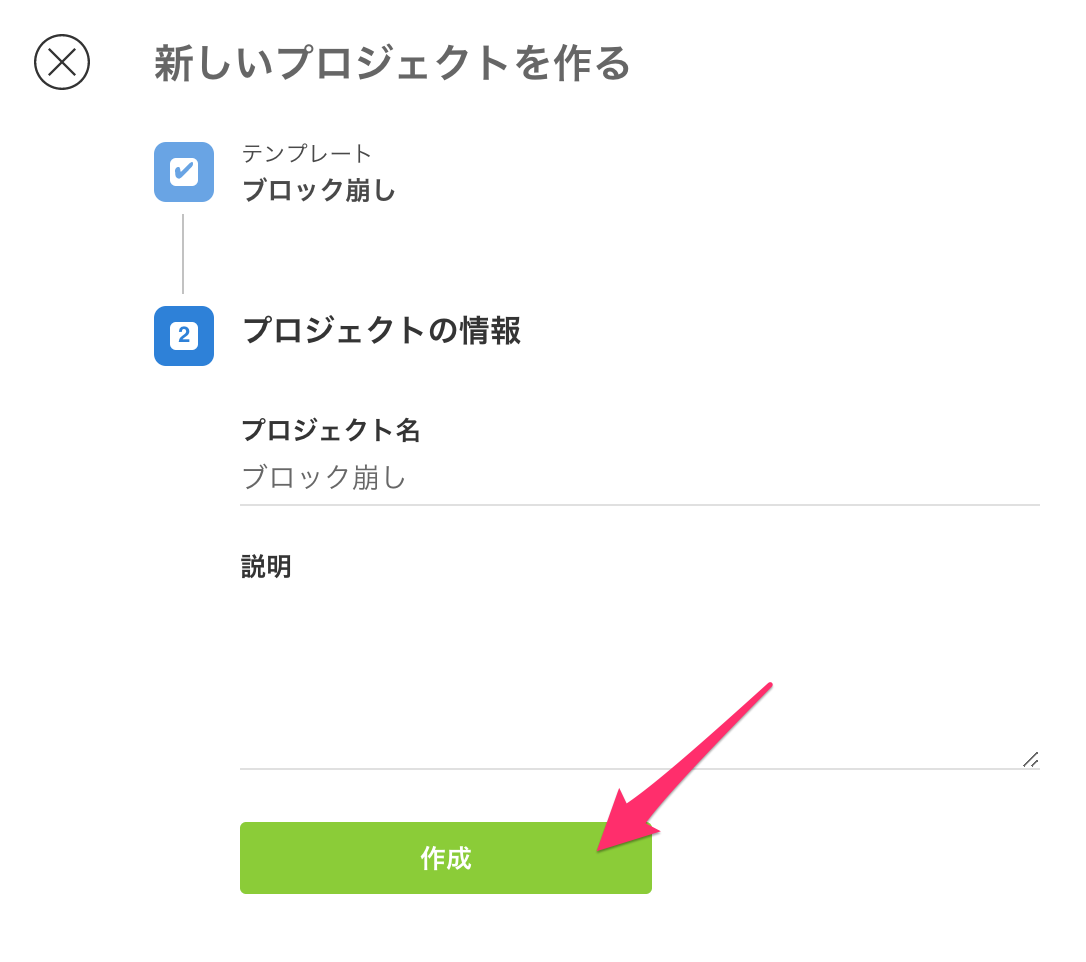 新しいプロジェクトを作る
テンプレート
ブロック崩し
2
プロジェクトの情報
プロジェクト名
ブロック崩し
説明
作成